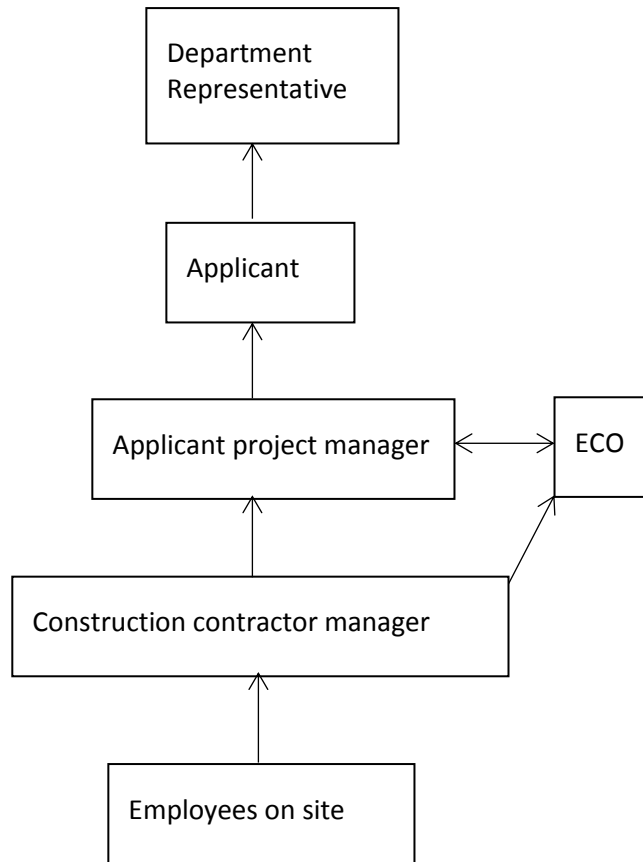 Department
Representative
Applicant
Applicant project manager
ECO
Construction contractor manager
Employees on site